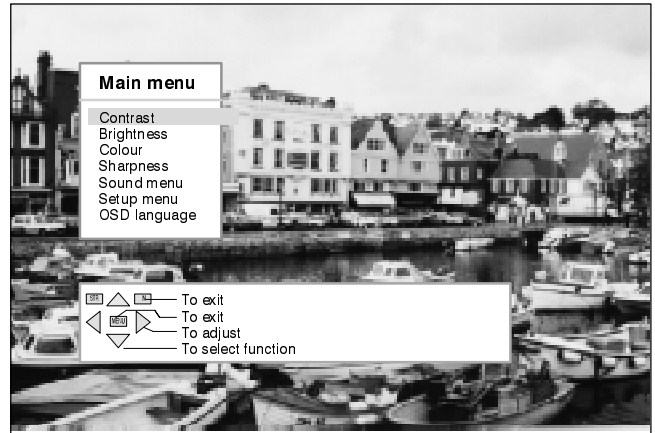 Main menu
Contrast
Brightness
Colour
Sharpness
Sound menu
Setup menu
OSD language
STR
To exit
MENU
To exit
To adjust
To select function